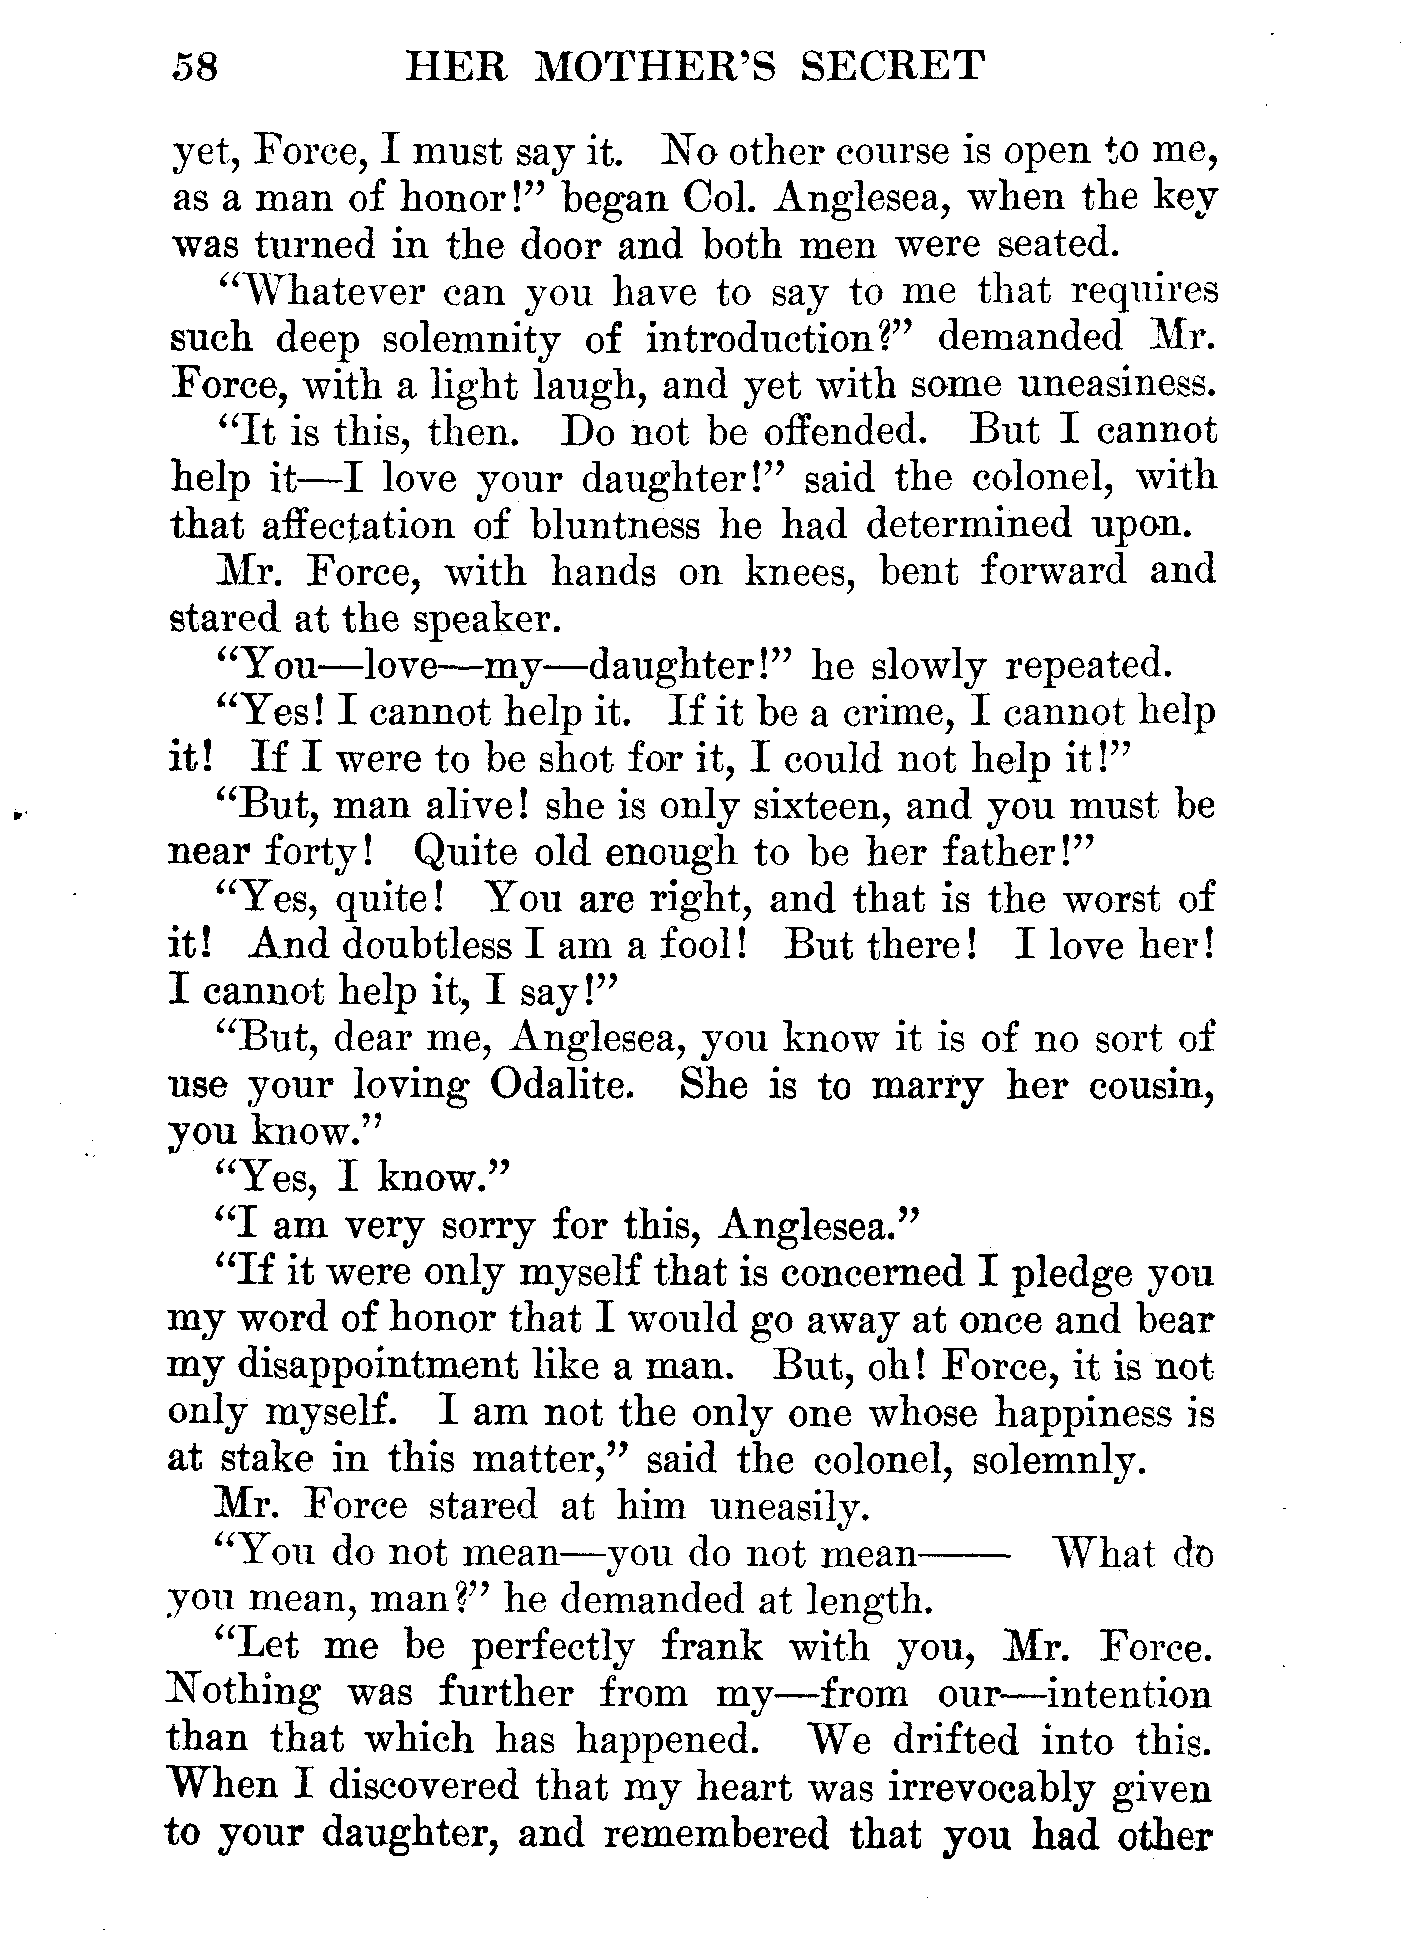 58 HER MOTHER'S SECRET
yet, Force, I must say it. No other course is open to me,
as a man of honor!" began Col. Anglesea, when the key
was turned in the door and both men were seated.
"Whatever can you have to say to me that requires
such deep solemnity of introduction?" demanded Mr.
Force, with a light laugh, and yet with some uneasiness.
"It is this, then. Do not be offended. But I cannot
help it—I love your daughter!" said the colonel, with
that affectation of bluntness he had determined upon.
Mr. Force, with hands on knees, bent forward and
stared at the speaker.
"You—love—my—daughter!" he slowly repeated.
"Yes! I cannot help it. If it be a crime, I cannot help
it! If I were to be shot for it, I could not help it!"
"But, man alive! she is only sixteen, and you must be
near forty! Quite old enough to be her father!"
"Yes, quite! You are right, and that is the worst of
it! And doubtless I am a fool! But there! I love her!
I cannot help it, I say!"
"But, dear me, Anglesea, you know it is of no sort of
use your loving Odalite. She is to marry her cousin,
you know."
"Yes, I know."
"I am very sorry for this, Anglesea."
"If it were only myself that is concerned I pledge you
my word of honor that I would go away at once and bear
my disappointment like a man. But, oh! Force, it is not
only myself. I am not the only one whose happiness is
at stake in this matter," said the colonel, solemnly.
Mr. Force stared at him uneasily.
"You do not mean—you do not mean—— What do
you mean, man?" he demanded at length.
"Let me be perfectly frank with you, Mr. Force.
Nothing was further from my—from our—intention
than that which has happened. We drifted into this.
When I discovered that my heart was irrevocably given
to your daughter, and remembered that you had other